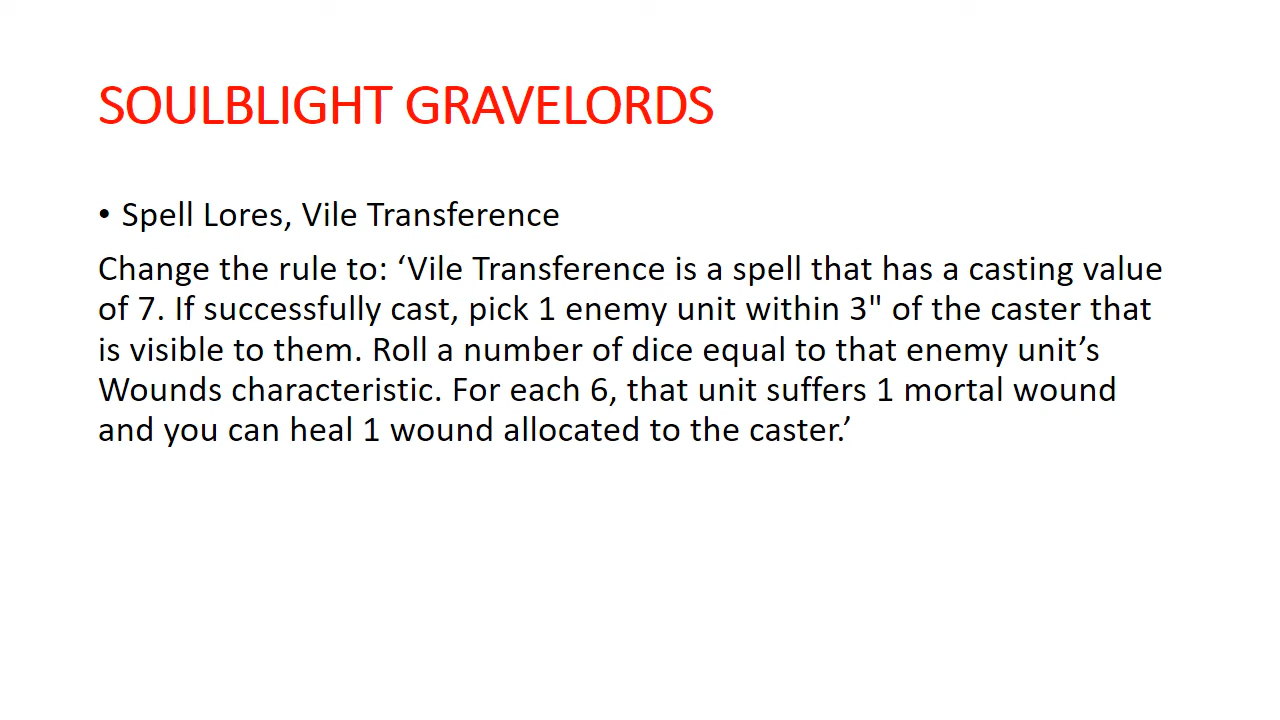 SOULBLIGHT GRAVELORDS
• Spell Lores, Vile Transference
Change the rule to: ‘Vile Transference is a spell that has a casting value
of 7. If successfully cast, pick 1 enemy unit within 3" of the caster that
is visible to them. Roll a number of dice equal to that enemy unit’s
Wounds characteristic. For each 6, that unit suffers 1 mortal wound
and you can heal 1 wound allocated to the caster.’